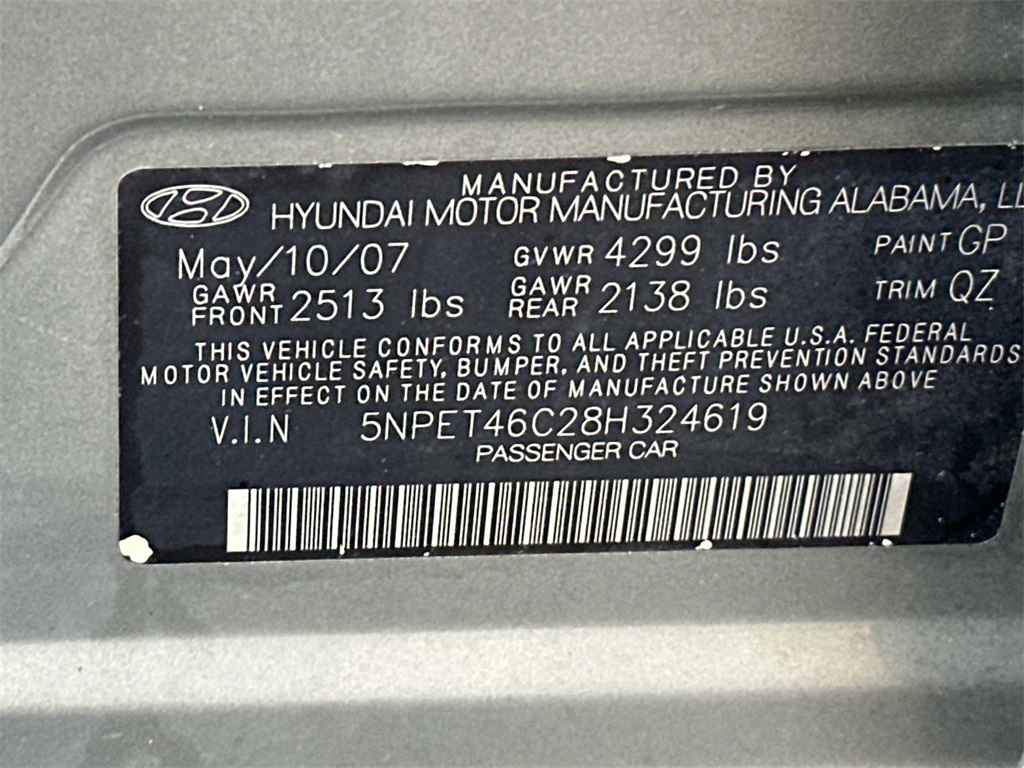 MANUFACTURED BY
HYUNDAI MOTOR MANUFACTURING ALABAMA,
May/10/07 GVWR 4299 lbs PAINT GP
GAWR FRONT 2513 lbs GAWR REAR 2138 lbs TRIM QZ
THIS VEHICLE CONFORMS TO ALL APPLICABLE U.S.A. FEDERAL
MOTOR VEHICLE SAFETY, BUMPER, AND THEFT PREVENTION STANDARDS
IN EFFECT ON THE DATE OF MANUFACTURE SHOWN ABOVE
V.I.N 5NPET46C28H324619
PASSENGER CAR